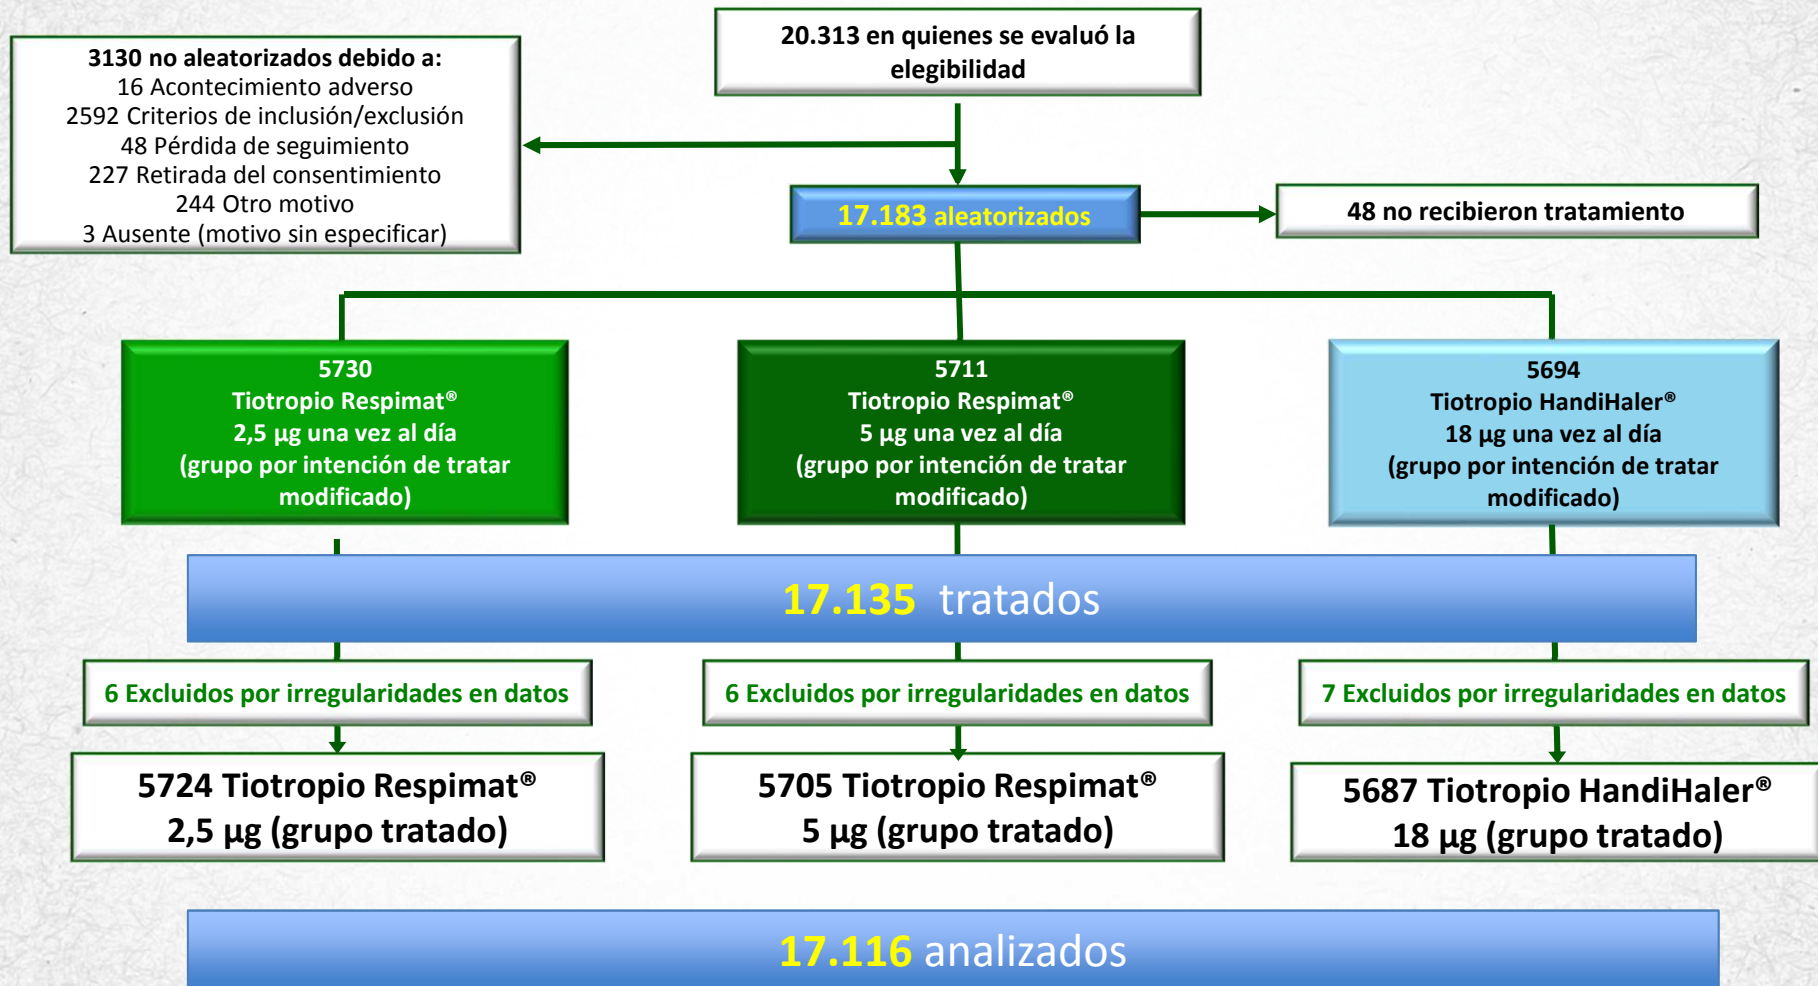 20.313 en quienes se evaluó la
elegibilidad
3130 no aleatorizados debido a:
16 Acontecimiento adverso
2592 Criterios de inclusión/exclusión
48 Pérdida de seguimiento
227 Retirada del consentimiento
244 Otro motivo
3 Ausente (motivo sin especificar)
17.183 aleatorizados
48 no recibieron tratamiento
5730
Tiotropio Respimat®
2,5 µg una vez al día
(grupo por intención de tratar
modificado)
5711
Tiotropio Respimat®
5 µg una vez al día
(grupo por intención de tratar
modificado)
5694
Tiotropio HandiHaler®
18 µg una vez al día
(grupo por intención de tratar
modificado)
17.135 tratados
6 Excluidos por irregularidades en datos
6 Excluidos por irregularidades en datos
7 Excluidos por irregularidades en datos
5724 Tiotropio Respimat®
2,5 µg (grupo tratado)
5705 Tiotropio Respimat®
5 µg (grupo tratado)
5687 Tiotropio HandiHaler®
18 µg (grupo tratado)
17.116 analizados